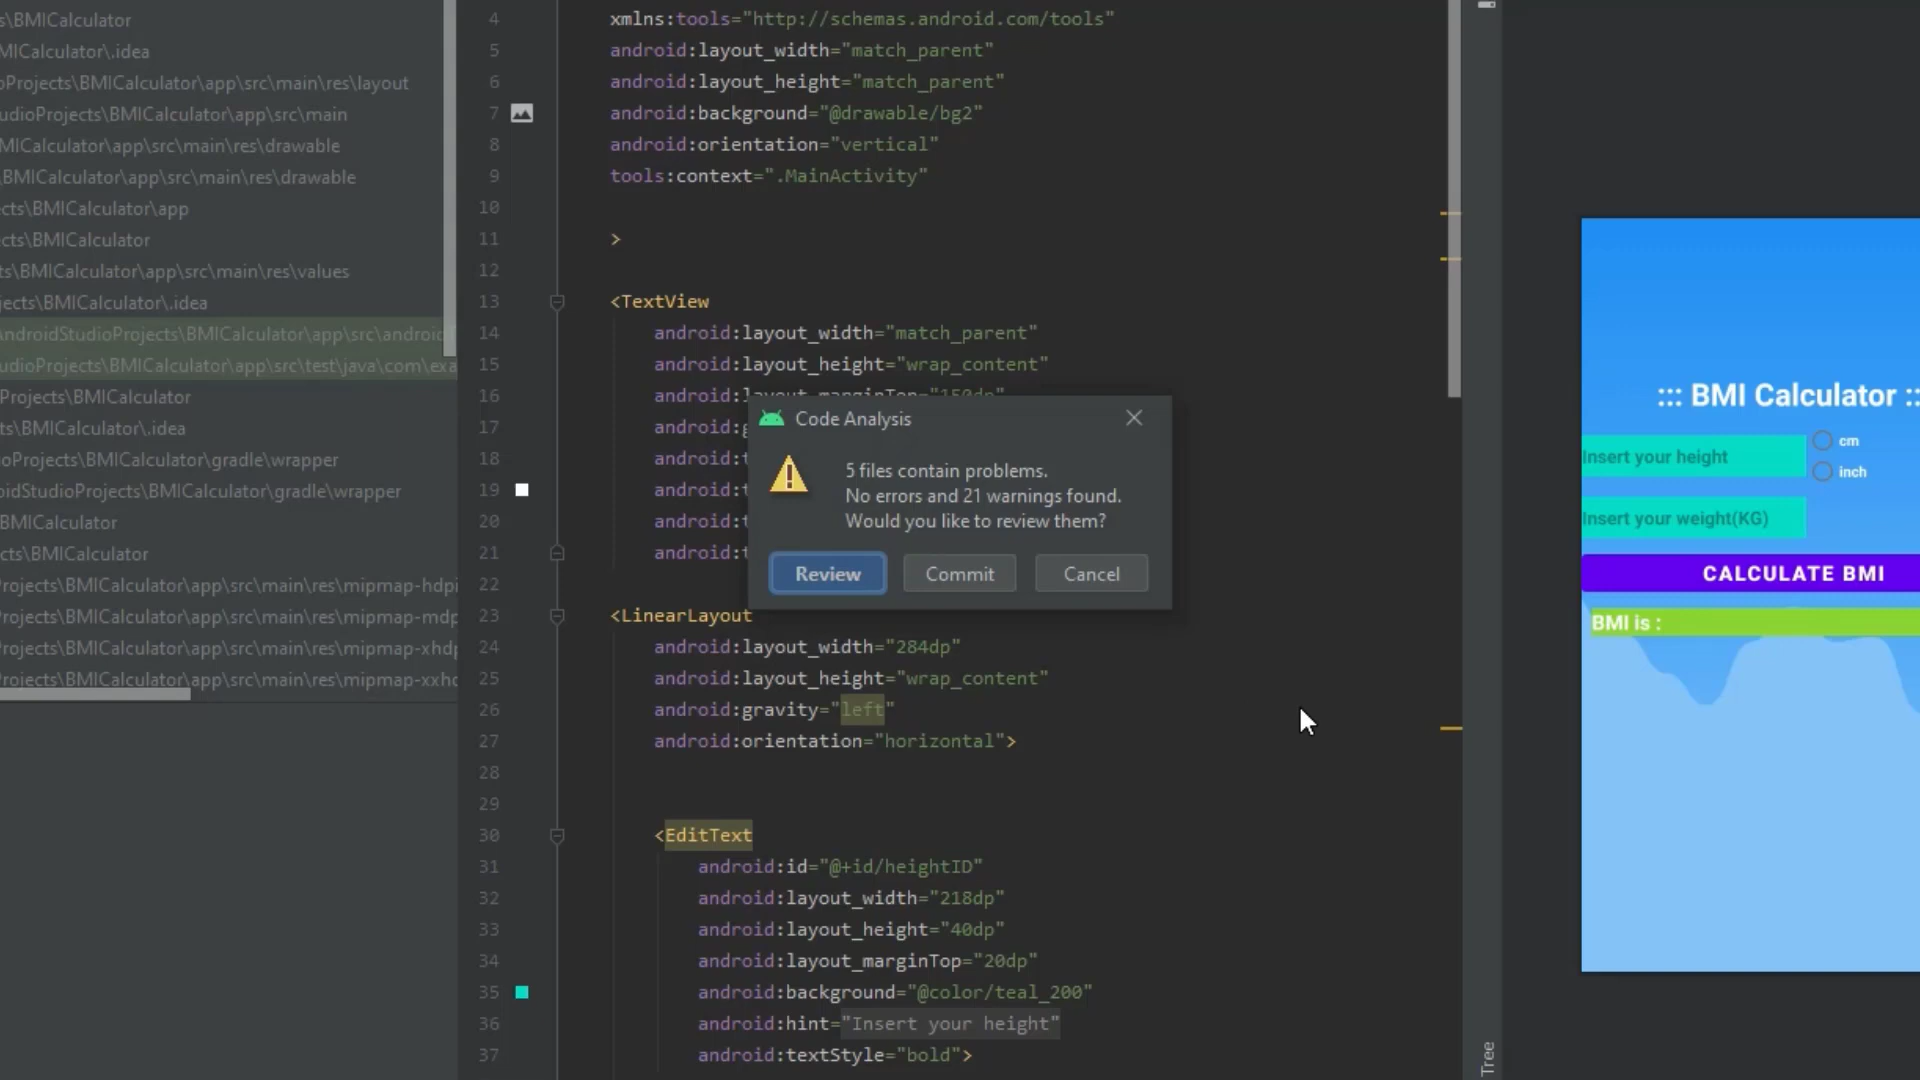 s\BMICalculator
MICalculator\.idea
oProjects\BMICalculator\app\src\main\res\layout
udioProjects\BMICalculator\app\src\main
MICalculator\app\src\main\res\drawable
\BMICalculator\app\src\main\res\drawable
cts\BMICalculator\app
cts\BMICalculator
ts\BMICalculator\app\src\main\res\values
jects\BMICalculator\.idea
AndroidStudioProjects\BMICalculator\app\src\android
udioProjects\BMICalculator\app\src\test\java\com\exa
Projects\BMICalculator
ts\BMICalculator\.idea
oProjects\BMICalculator\gradle\wrapper
oidStudioProjects\BMICalculator\gradle\wrapper
BMICalculator
cts\BMICalculator
Projects\BMICalculator\app\src\main\res\mipmap-hdpi
Projects\BMICalculator\app\src\main\res\mipmap-mdp
Projects\BMICalculator\app\src\main\res\mipmap-xhdp
Projects\BMICalculator\app\src\main\res\mipmap-xxhd
4 xmlns:tools="http://schemas.android.com/tools"
5 android:layout_width="match_parent"
6 android:layout_height="match_parent"
7 android:background="@drawable/bg2"
8 android:orientation="vertical"
9 tools:context=".MainActivity"
10
11 >
12
13 <TextView
14 android:layout_width="match_parent"
15 android:layout_height="wrap_content"
16 android:layout_marginTop="150dp"
17 android:g
18 android:t
19 android:t
20 android:t
21 android:t
22
23 <LinearLayout
24 android:layout_width="284dp"
25 android:layout_height="wrap_content"
26 android:gravity="left"
27 android:orientation="horizontal">
28
29
30 <EditText
31 android:id="@+id/heightID"
32 android:layout_width="218dp"
33 android:layout_height="40dp"
34 android:layout_marginTop="20dp"
35 android:background="@color/teal_200"
36 android:hint="Insert your height"
37 android:textStyle="bold">
Code Analysis
5 files contain problems.
No errors and 21 warnings found.
Would you like to review them?
Review Commit Cancel
Tree
::: BMI Calculator ::
Insert your height
cm
inch
Insert your weight(KG)
CALCULATE BMI
BMI is :